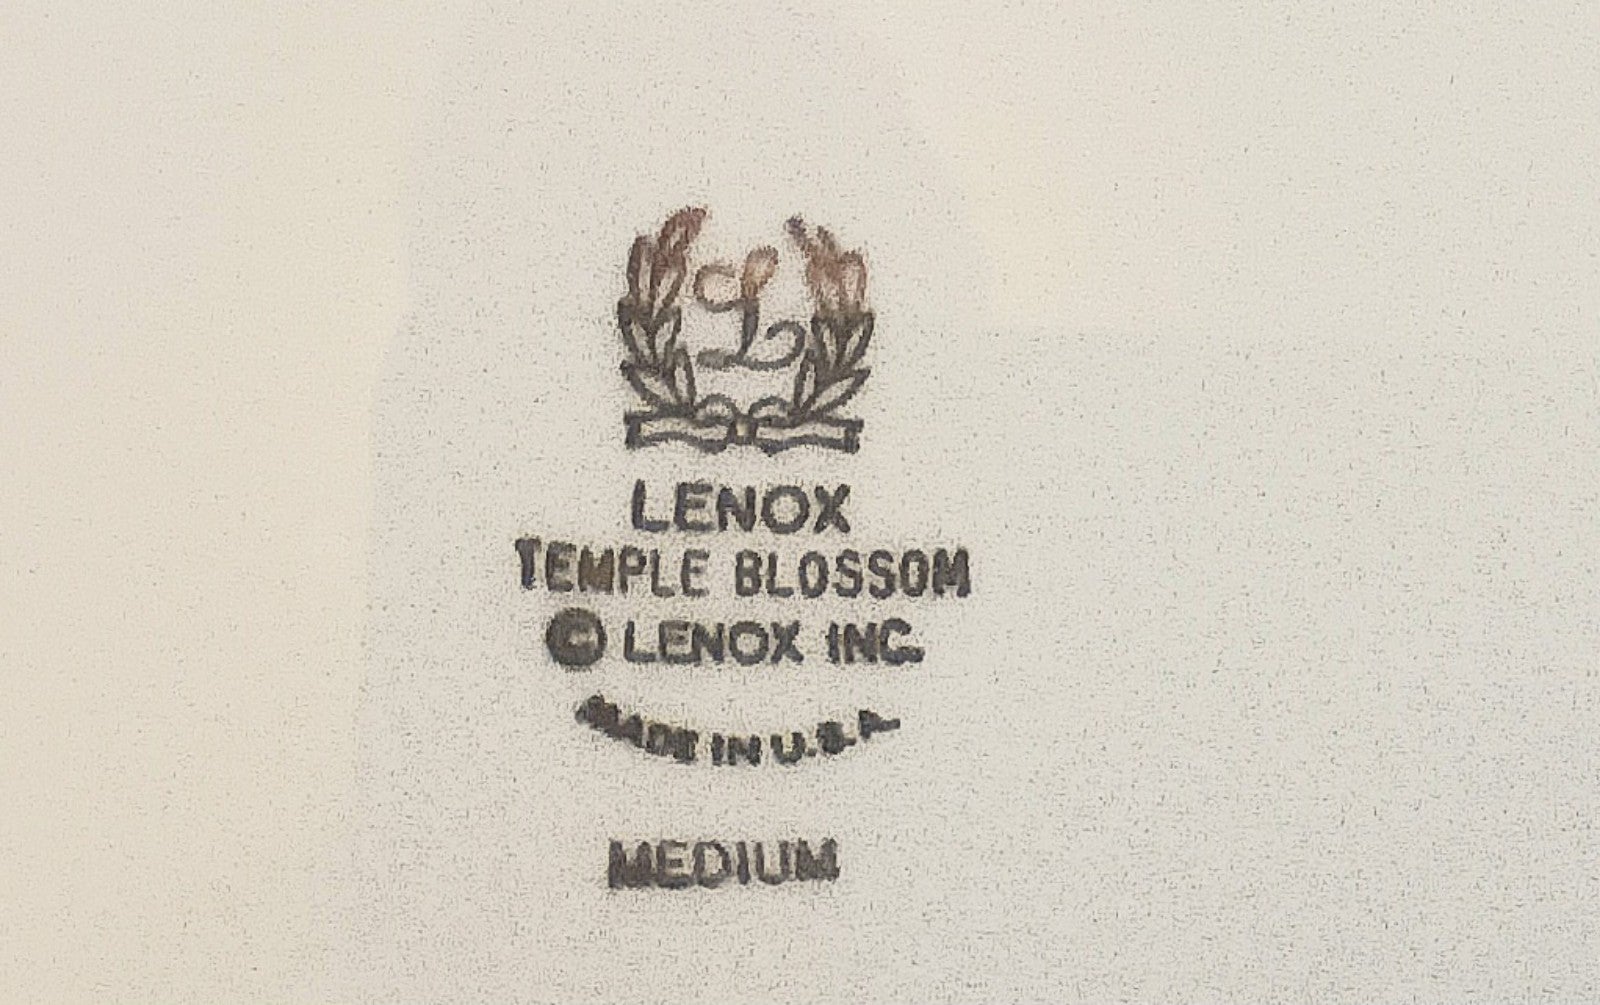 L
LENOX
TEMPLE BLOSSOM
© LENOX INC.
MADE IN U.S.A.
MEDIUM